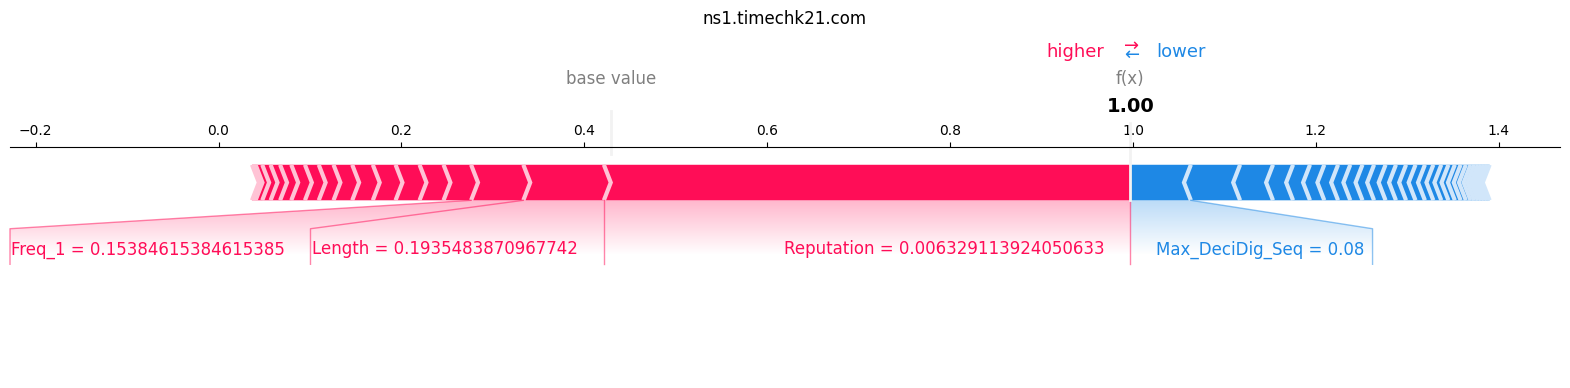 ns1.timechk21.com
higher ⇄ lower
base value f(x)
1.00
−0.2 0.0 0.2 0.4 0.6 0.8 1.0 1.2 1.4
Freq_1 = 0.15384615384615385 Length = 0.1935483870967742 Reputation = 0.006329113924050633 Max_DeciDig_Seq = 0.08